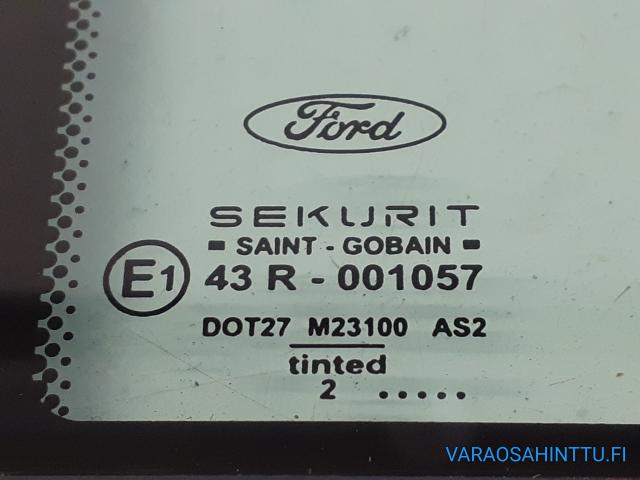 Ford
SEKURIT
SAINT - GOBAIN
E1 43 R - 001057
DOT27 M23100 AS2
tinted
2 .....
VARAOSAHINTTU.FI